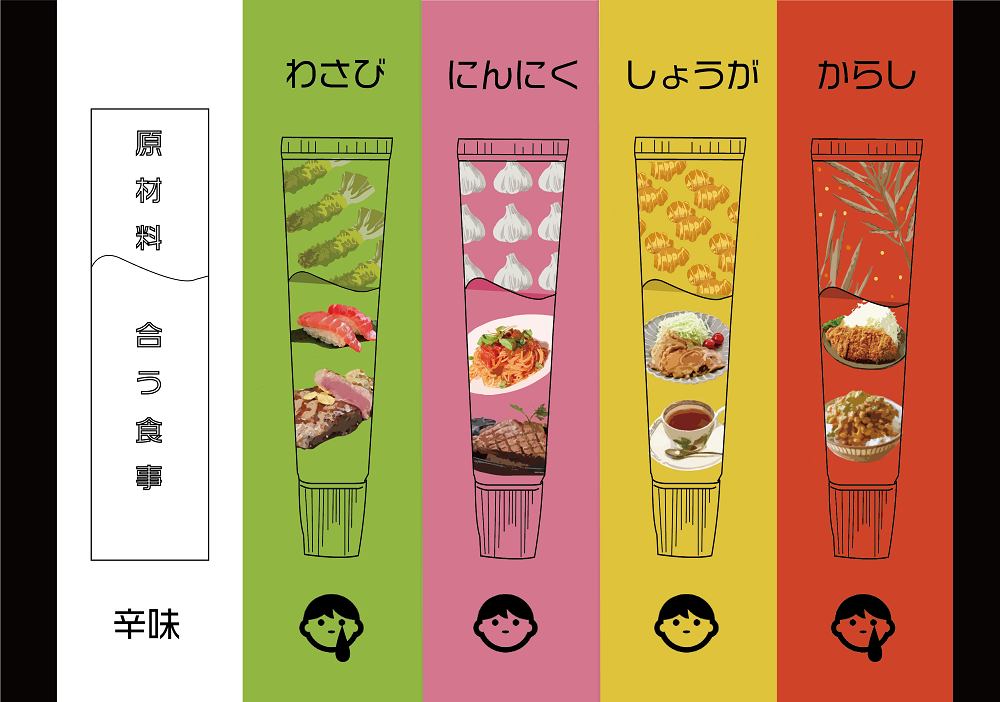 原材料
合う食事
辛味
わさび
にんにく
しょうが
からし